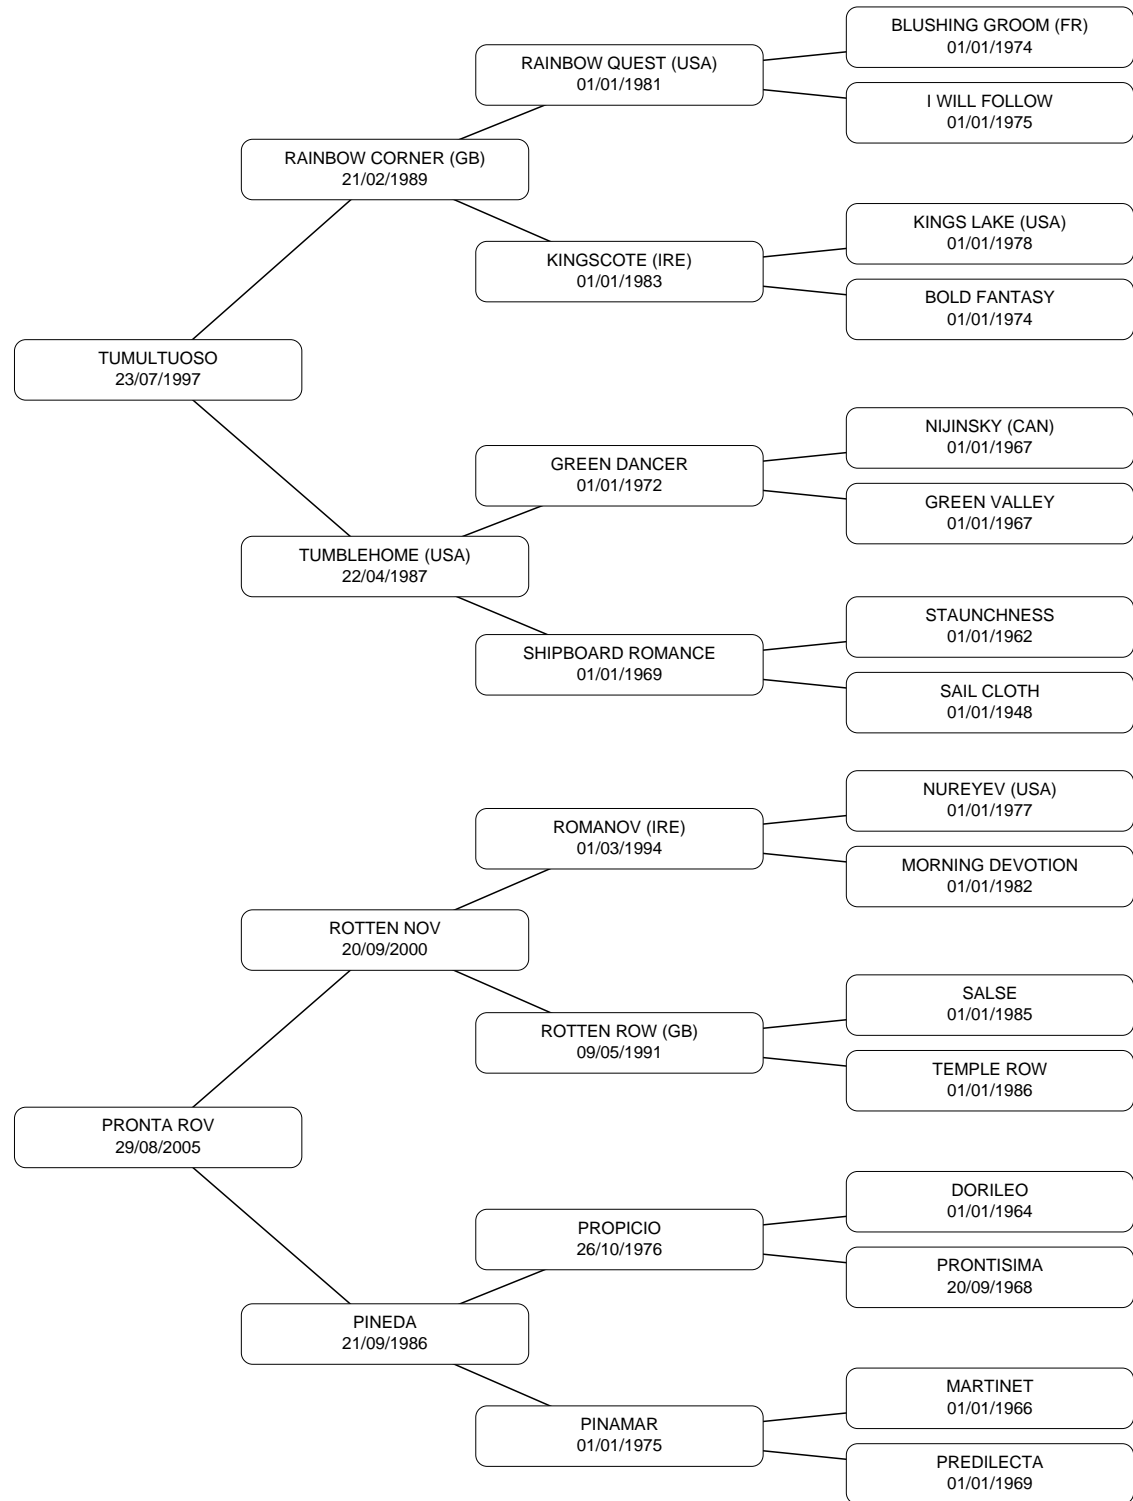 BLUSHING GROOM (FR)
01/01/1974
RAINBOW QUEST (USA)
01/01/1981
I WILL FOLLOW
01/01/1975
RAINBOW CORNER (GB)
21/02/1989
KINGS LAKE (USA)
01/01/1978
KINGSCOTE (IRE)
01/01/1983
BOLD FANTASY
01/01/1974
TUMULTUOSO
23/07/1997
NIJINSKY (CAN)
01/01/1967
GREEN DANCER
01/01/1972
GREEN VALLEY
01/01/1967
TUMBLEHOME (USA)
22/04/1987
STAUNCHNESS
01/01/1962
SHIPBOARD ROMANCE
01/01/1969
SAIL CLOTH
01/01/1948
NUREYEV (USA)
01/01/1977
ROMANOV (IRE)
01/03/1994
MORNING DEVOTION
01/01/1982
ROTTEN NOV
20/09/2000
SALSE
01/01/1985
ROTTEN ROW (GB)
09/05/1991
TEMPLE ROW
01/01/1986
PRONTA ROV
29/08/2005
DORILEO
01/01/1964
PROPICIO
26/10/1976
PRONTISIMA
20/09/1968
PINEDA
21/09/1986
MARTINET
01/01/1966
PINAMAR
01/01/1975
PREDILECTA
01/01/1969